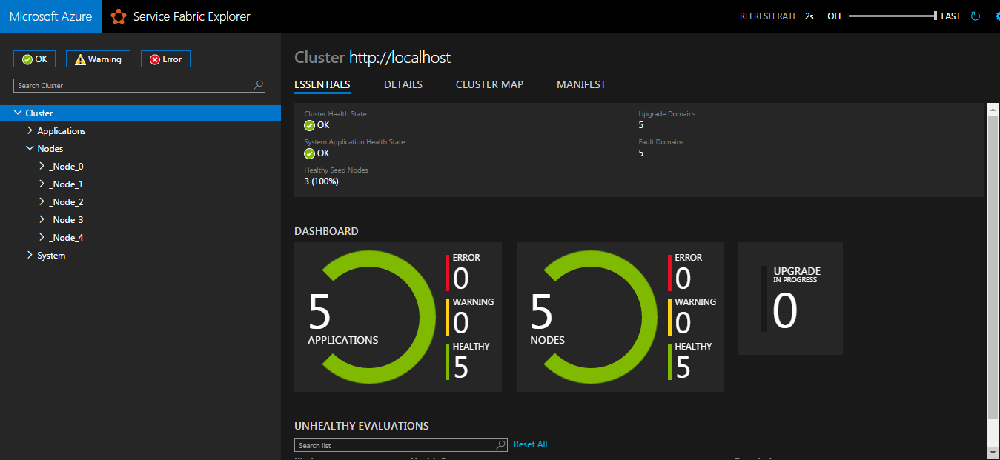 Microsoft Azure
Service Fabric Explorer
REFRESH RATE 2s OFF FAST
OK
Warning
Error
Search Cluster
Cluster
Applications
Nodes
_Node_0
_Node_1
_Node_2
_Node_3
_Node_4
System
Cluster http://localhost
ESSENTIALS DETAILS CLUSTER MAP MANIFEST
Cluster Health State
OK
System Application Health State
OK
Healthy Seed Nodes
3 (100%)
Upgrade Domains
5
Fault Domains
5
DASHBOARD
5
APPLICATIONS
ERROR
0
WARNING
0
HEALTHY
5
5
NODES
ERROR
0
WARNING
0
HEALTHY
5
UPGRADE
IN PROGRESS
0
UNHEALTHY EVALUATIONS
Search list
Reset All